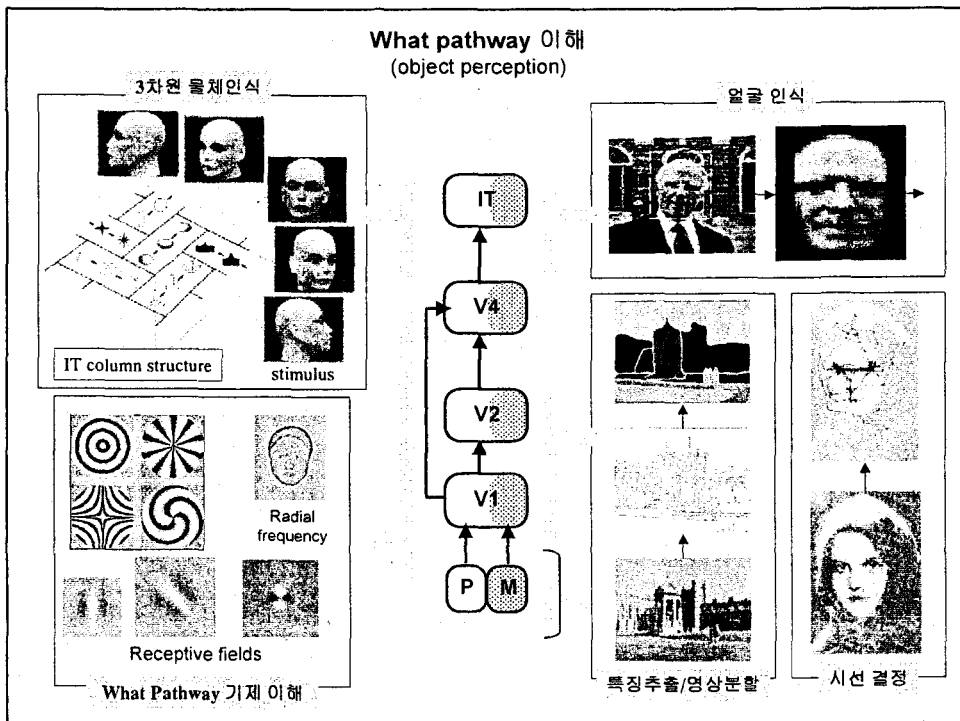 What pathway 이해
(object perception)
3차원 물체인식
IT column structure
stimulus
Radial
frequency
Receptive fields
What Pathway 기제 이해
IT
V4
V2
V1
P
M
얼굴 인식
특징추출/영상분할
시선 결정